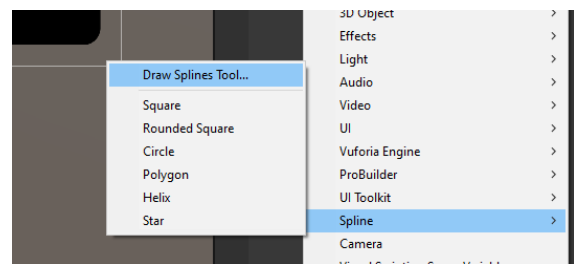 3D Object
Effects
Light
Audio
Video
UI
Vuforia Engine
ProBuilder
UI Toolkit
Spline
Camera
Draw Splines Tool...
Square
Rounded Square
Circle
Polygon
Helix
Star